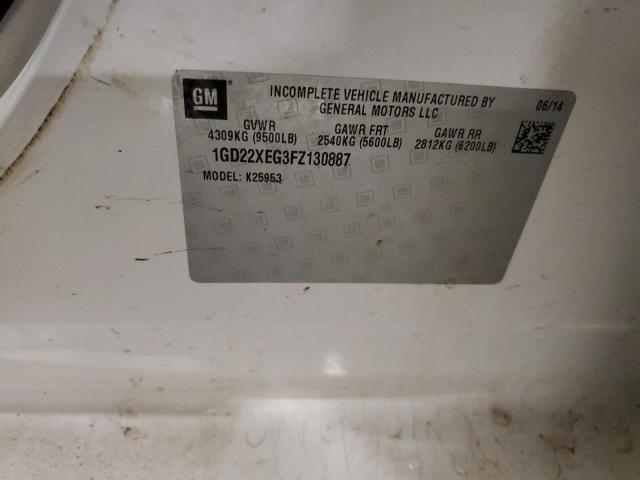 GM
INCOMPLETE VEHICLE MANUFACTURED BY
GENERAL MOTORS LLC
06/14
GVWR
4309KG (9500LB)
GAWR FRT
2540KG (5600LB)
GAWR RR
2812KG (6200LB)
1GD22XEG3FZ130887
MODEL: K25953